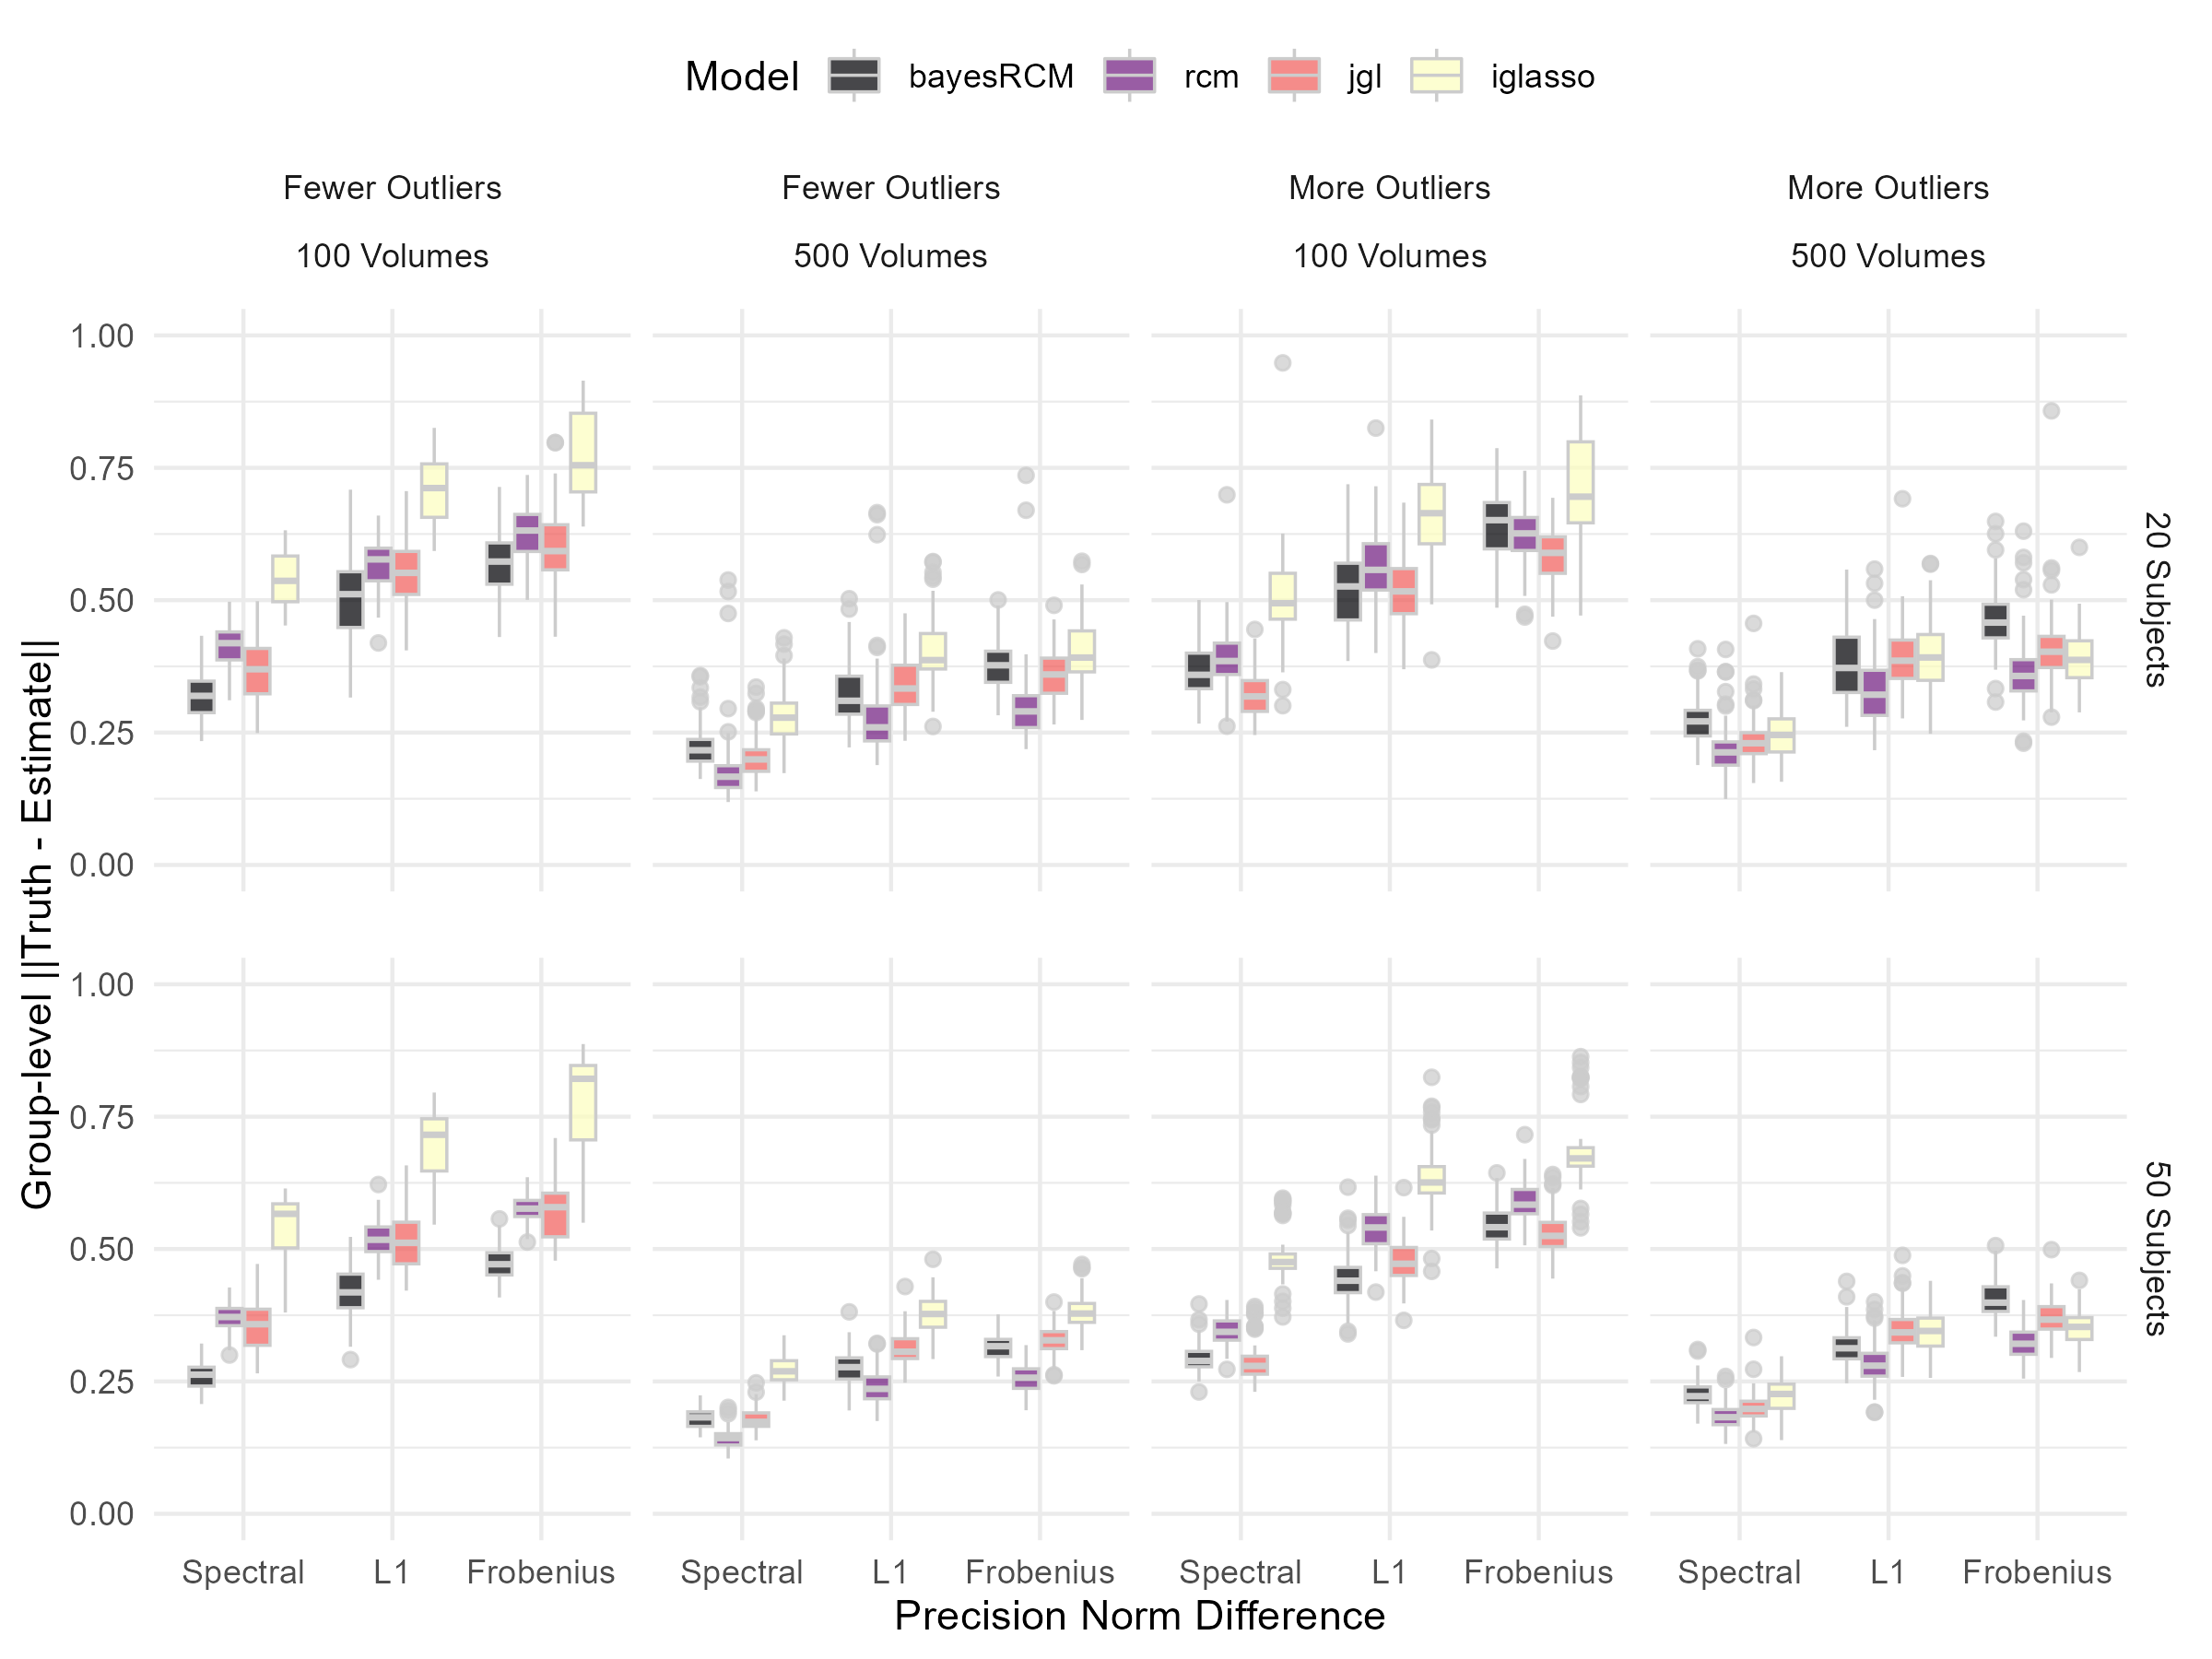 Model bayesRCM rcm jgl iglasso
Fewer Outliers Fewer Outliers More Outliers More Outliers
100 Volumes 500 Volumes 100 Volumes 500 Volumes
1.00
0.75
0.50
0.25
0.00
20 Subjects
Group-level ||Truth - Estimate||
1.00
0.75
0.50
0.25
0.00
50 Subjects
Spectral L1 Frobenius Spectral L1 Frobenius Spectral L1 Frobenius Spectral L1 Frobenius
Precision Norm Difference